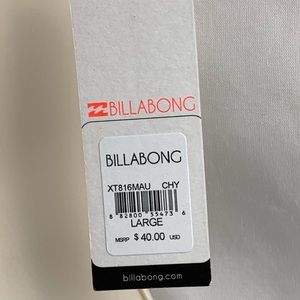 BILLABONG
BILLABONG
XT816MAU CHY
8 82800 55473 6
LARGE
MSRP $ 40.00 USD
billabong.com